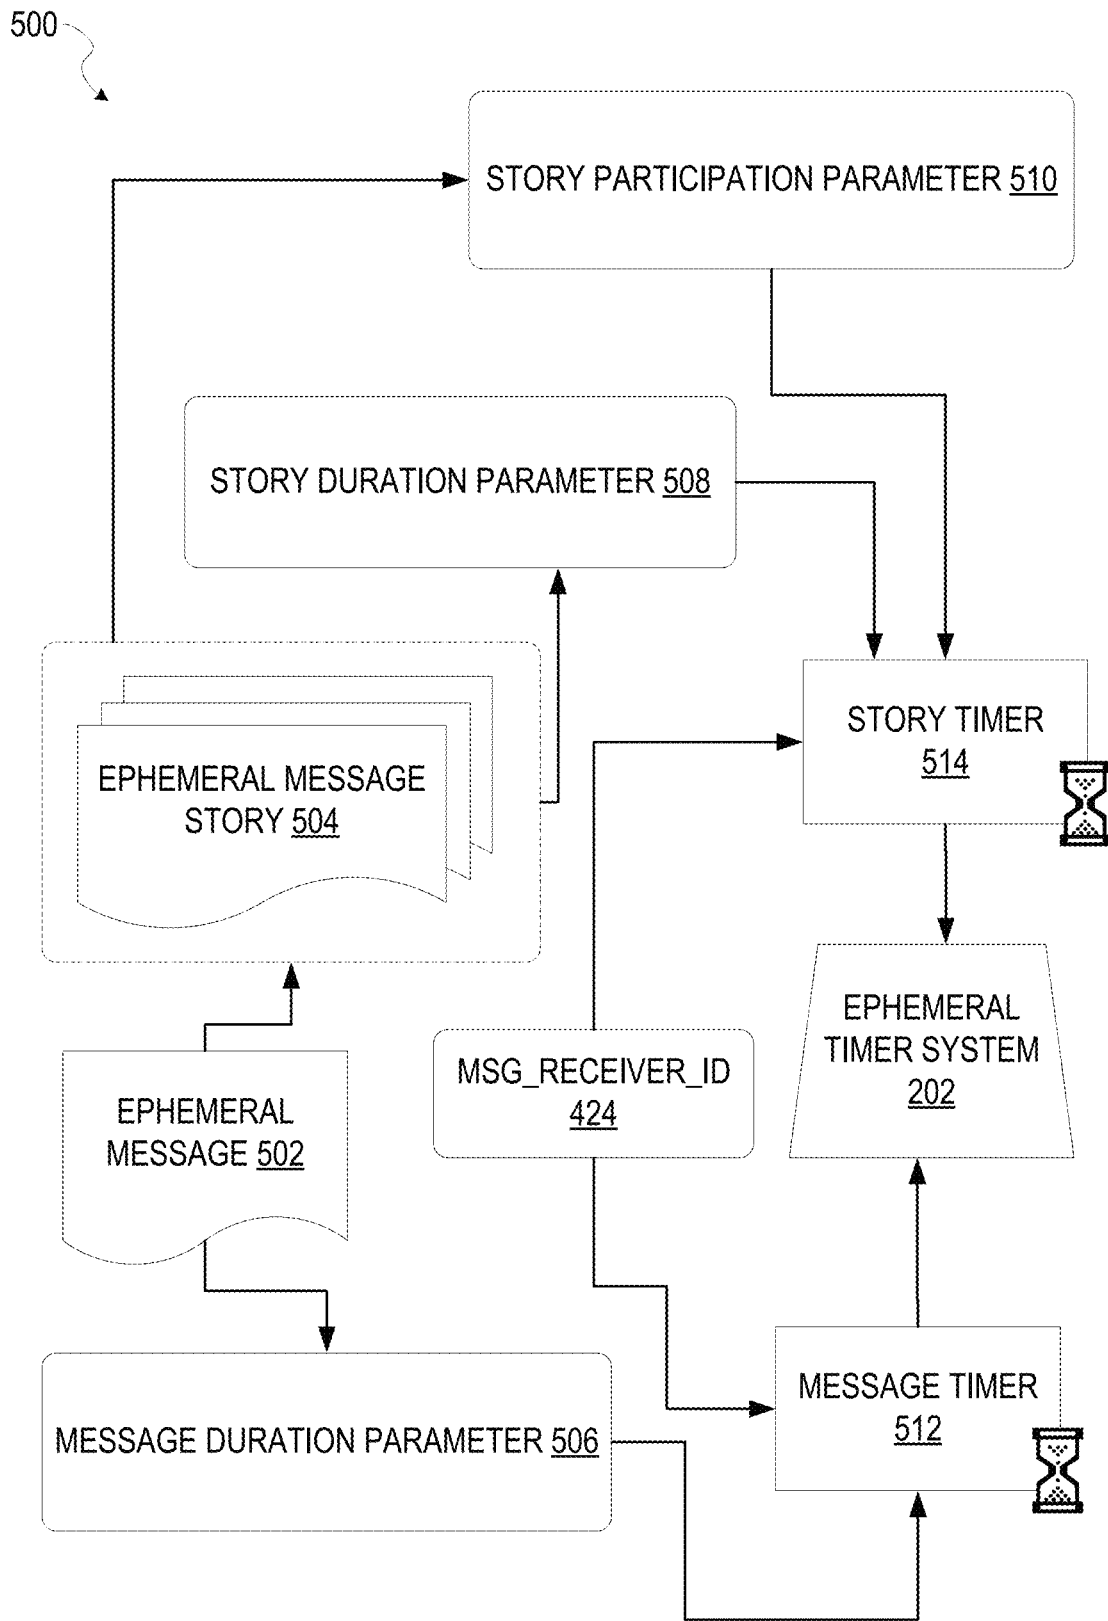 500
STORY PARTICIPATION PARAMETER 510
STORY DURATION PARAMETER 508
STORY TIMER
514
EPHEMERAL MESSAGE
STORY 504
EPHEMERAL
TIMER SYSTEM
202
MSG_RECEIVER_ID
424
EPHEMERAL
MESSAGE 502
MESSAGE TIMER
512
MESSAGE DURATION PARAMETER 506